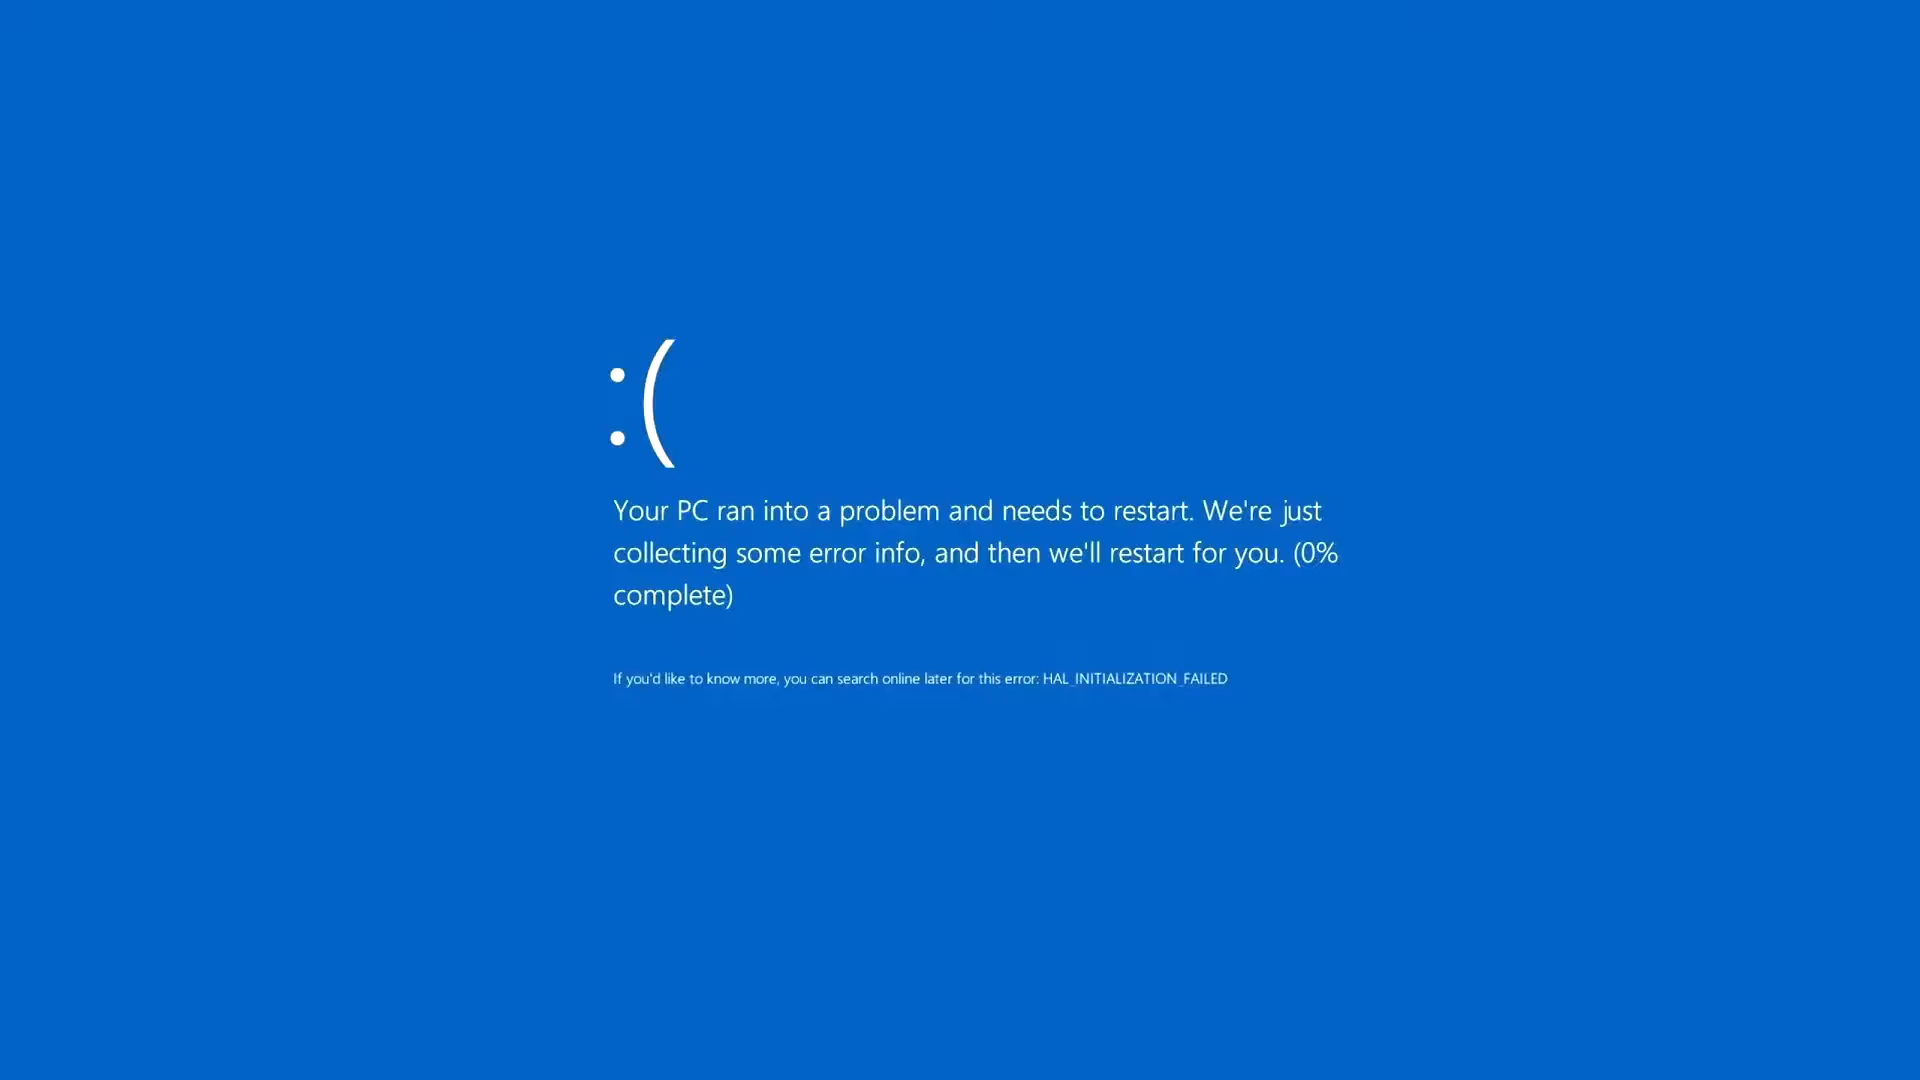 :(
Your PC ran into a problem and needs to restart. We're just
collecting some error info, and then we'll restart for you. (0%
complete)
If you'd like to know more, you can search online later for this error: HAL_INITIALIZATION_FAILED